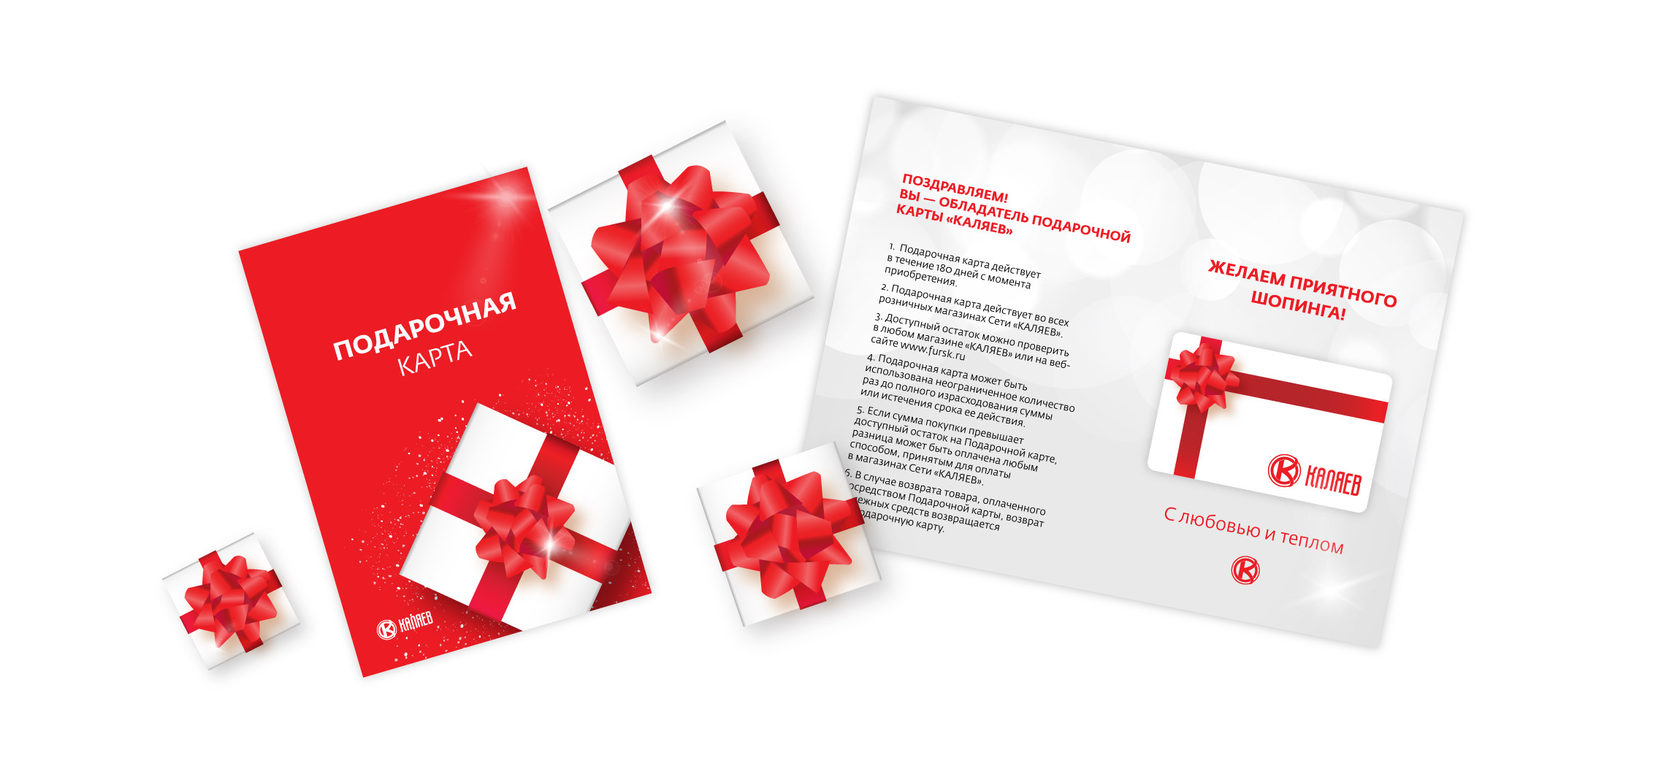 ПОДАРОЧНАЯ
КАРТА
КАЛЯЕВ
ПОЗДРАВЛЯЕМ!
ВЫ — ОБЛАДАТЕЛЬ ПОДАРОЧНОЙ
КАРТЫ «КАЛЯЕВ»
1. Подарочная карта действует
в течение 180 дней с момента
приобретения.
2. Подарочная карта действует во всех
розничных магазинах Сети «КАЛЯЕВ».
3. Доступный остаток можно проверить
в любом магазине «КАЛЯЕВ» или на веб-
сайте www.fursk.ru
4. Подарочная карта может быть
использована неограниченное количество
раз до полного израсходования суммы
или истечения срока ее действия.
5. Если сумма покупки превышает
доступный остаток на Подарочной карте,
разница может быть оплачена любым
способом, принятым для оплаты
в магазинах Сети «КАЛЯЕВ».
6. В случае возврата товара, оплаченного
осредством Подарочной карты, возврат
ежных средств возвращается
одарочную карту.
ЖЕЛАЕМ ПРИЯТНОГО
ШОПИНГА!
КАЛЯЕВ
С любовью и теплом